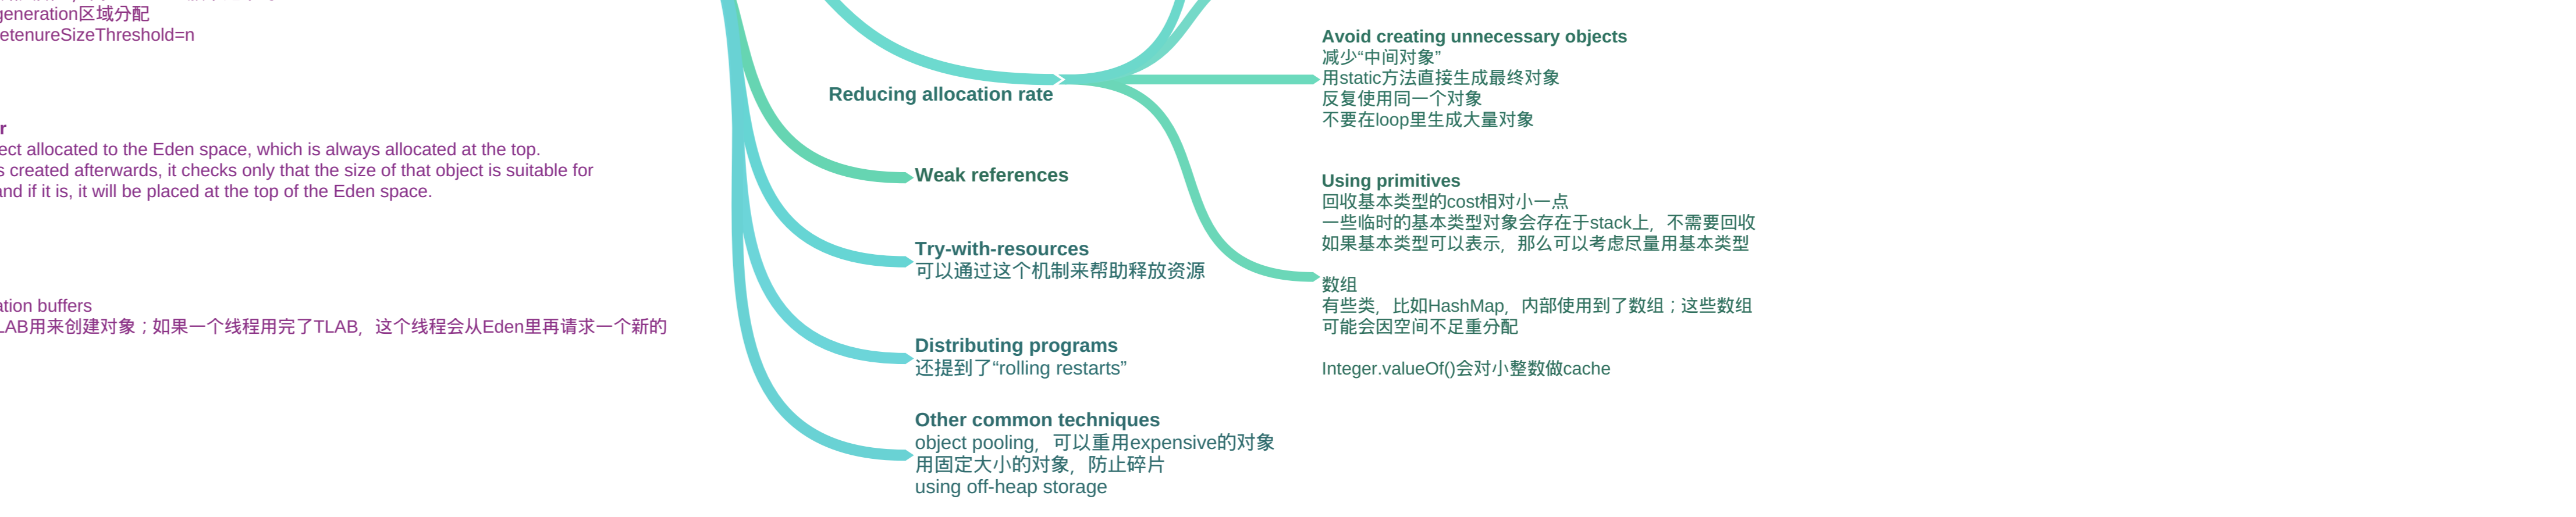 generation区域分配
etenureSizeThreshold=n
r
ect allocated to the Eden space, which is always allocated at the top.
s created afterwards, it checks only that the size of that object is suitable for
and if it is, it will be placed at the top of the Eden space.
ation buffers
LAB用来创建对象；如果一个线程用完了TLAB，这个线程会从Eden里再请求一个新的
Reducing allocation rate
Weak references
Try-with-resources
可以通过这个机制来帮助释放资源
Distributing programs
还提到了“rolling restarts”
Other common techniques
object pooling，可以重用expensive的对象
用固定大小的对象，防止碎片
using off-heap storage
Avoid creating unnecessary objects
减少“中间对象”
用static方法直接生成最终对象
反复使用同一个对象
不要在loop里生成大量对象
Using primitives
回收基本类型的cost相对小一点
一些临时的基本类型对象会存在于stack上，不需要回收
如果基本类型可以表示，那么可以考虑尽量用基本类型
数组
有些类，比如HashMap，内部使用到了数组；这些数组
可能会因空间不足重分配
Integer.valueOf()会对小整数做cache